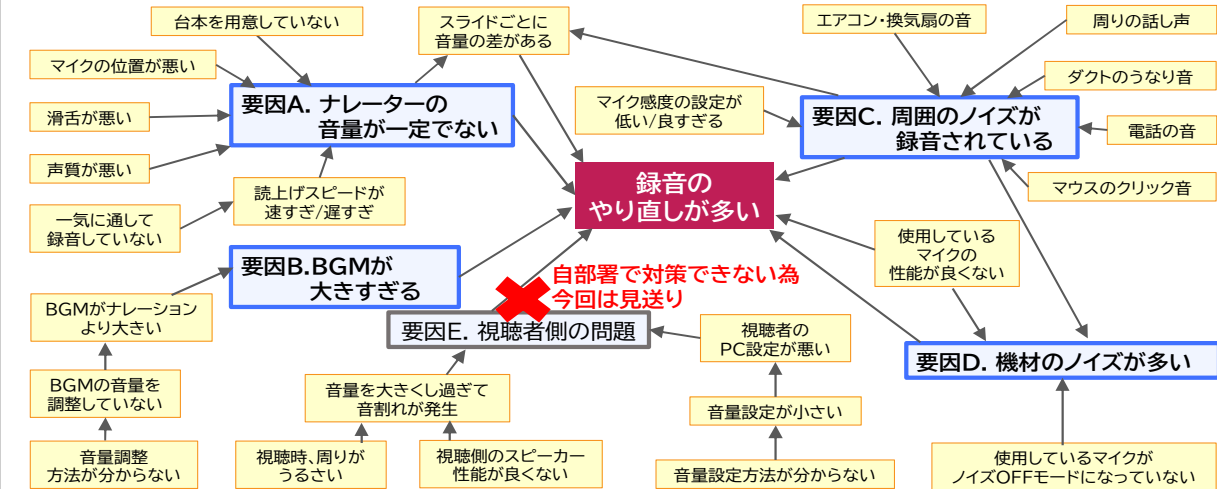 台本を用意していない
スライドごとに
音量の差がある
エアコン・換気扇の音
周りの話し声
マイクの位置が悪い
ダクトのうなり音
要因A. ナレーターの
音量が一定でない
マイク感度の設定が
低い/良すぎる
要因C. 周囲のノイズが
録音されている
滑舌が悪い
電話の音
声質が悪い
読上げスピードが
速すぎ/遅すぎ
録音の
やり直しが多い
マウスのクリック音
一気に通して
録音していない
使用している
マイクの
性能が良くない
要因B.BGMが
大きすぎる
自部署で対策できない為
今回は見送り
BGMがナレーション
より大きい
要因E. 視聴者側の問題
視聴者の
PC設定が悪い
要因D. 機材のノイズが多い
BGMの音量を
調整していない
音量を大きくし過ぎて
音割れが発生
音量設定が小さい
音量調整
方法が分からない
視聴時、周りが
うるさい
視聴側のスピーカー
性能が良くない
音量設定方法が分からない
使用しているマイクが
ノイズOFFモードになっていない